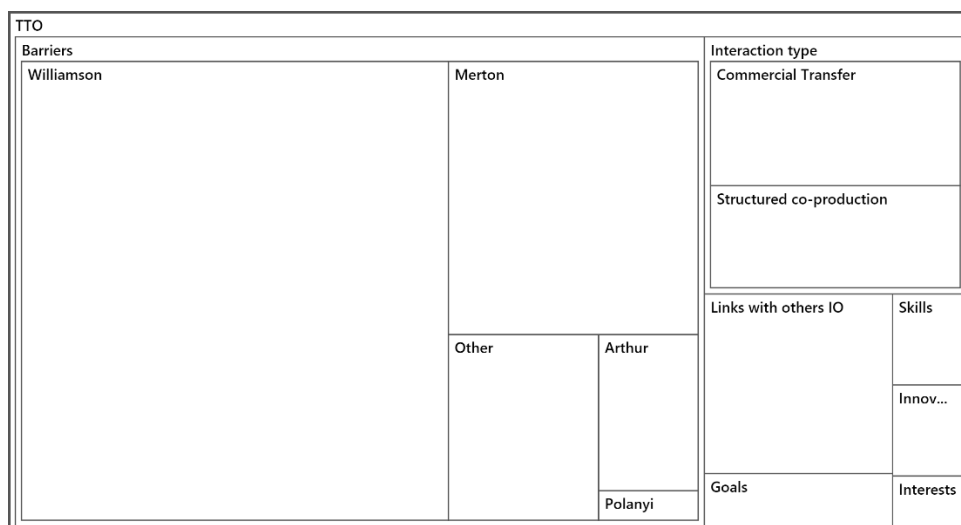 TTO
Barriers
Williamson
Merton
Other
Arthur
Polanyi
Interaction type
Commercial Transfer
Structured co-production
Links with others IO
Skills
Innov...
Goals
Interests